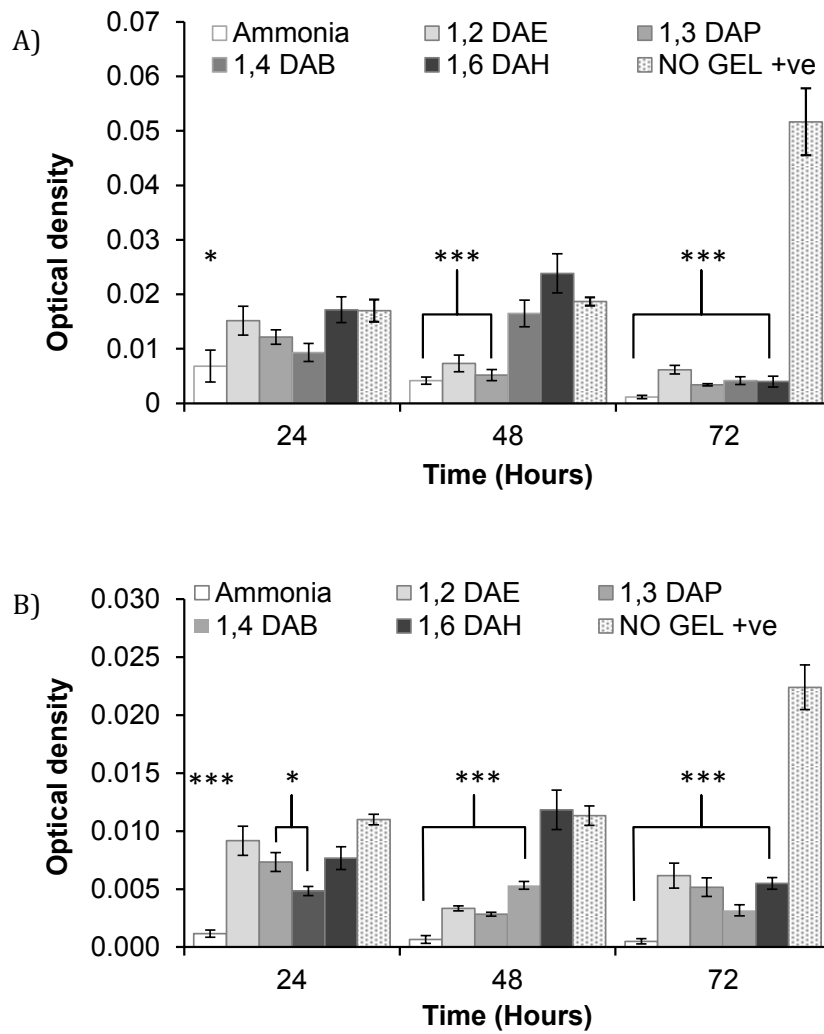 A)
Ammonia 1,2 DAE 1,3 DAP
1,4 DAB 1,6 DAH NO GEL +ve
0.07
0.06
0.05
0.04
0.03
0.02
0.01
0
Optical density
* *** ***
24 48 72
Time (Hours)
B)
Ammonia 1,2 DAE 1,3 DAP
1,4 DAB 1,6 DAH NO GEL +ve
0.030
0.025
0.020
0.015
0.010
0.005
0.000
Optical density
*** * *** ***
24 48 72
Time (Hours)